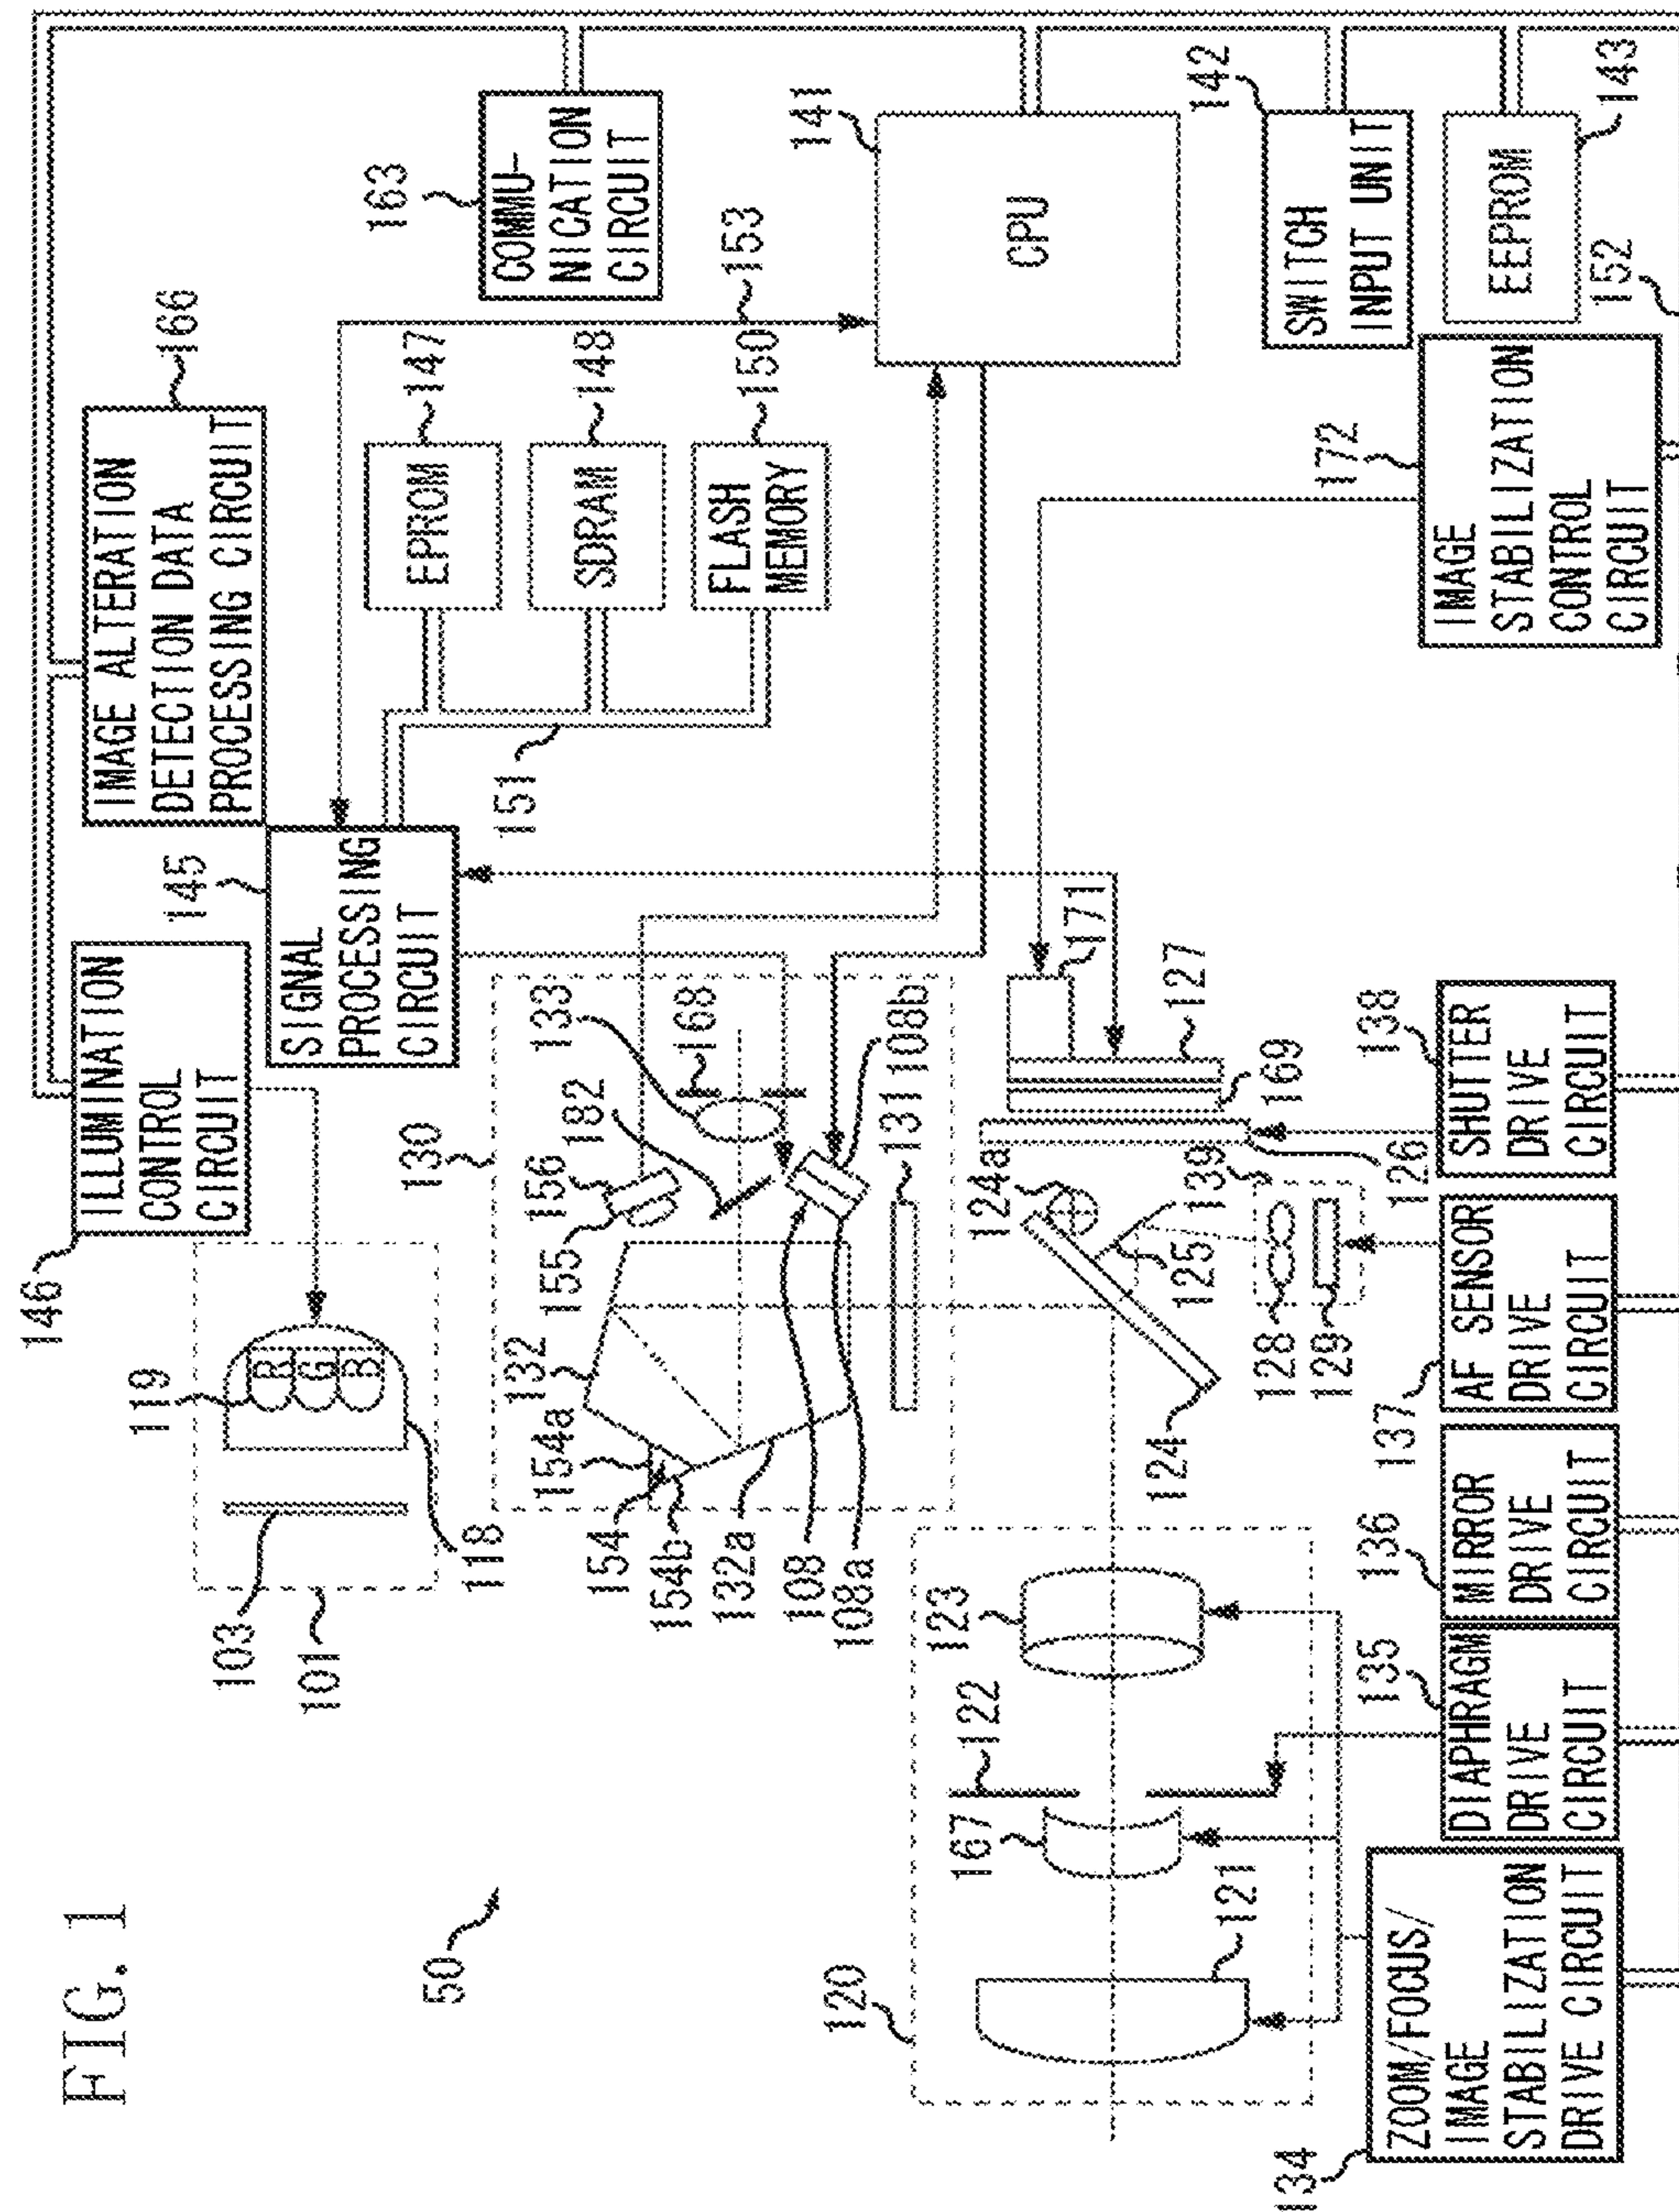 FIG. 1
50
146
ILLUMINATION
CONTROL
CIRCUIT
IMAGE ALTERATION
DETECTION DATA
PROCESSING CIRCUIT
166
145
SIGNAL
PROCESSING
CIRCUIT
163
COMMU-
NICATION
CIRCUIT
119
R
G
B
103
101
118
147
EPROM
148
SDRAM
150
FLASH
MEMORY
151
153
141
CPU
130
133
168
182
156
155
132
154a
154
154b
132a
108
108a
108b
131
171
127
169
126
124a
139
125
128
129
124
120
123
122
167
121
142
SWITCH
INPUT UNIT
EEPROM
143
152
172
IMAGE
STABILIZATION
CONTROL
CIRCUIT
134
ZOOM/FOCUS/
IMAGE
STABILIZATION
DRIVE CIRCUIT
135
DIAPHRAGM
DRIVE
CIRCUIT
136
MIRROR
DRIVE
CIRCUIT
137
AF SENSOR
DRIVE
CIRCUIT
138
SHUTTER
DRIVE
CIRCUIT